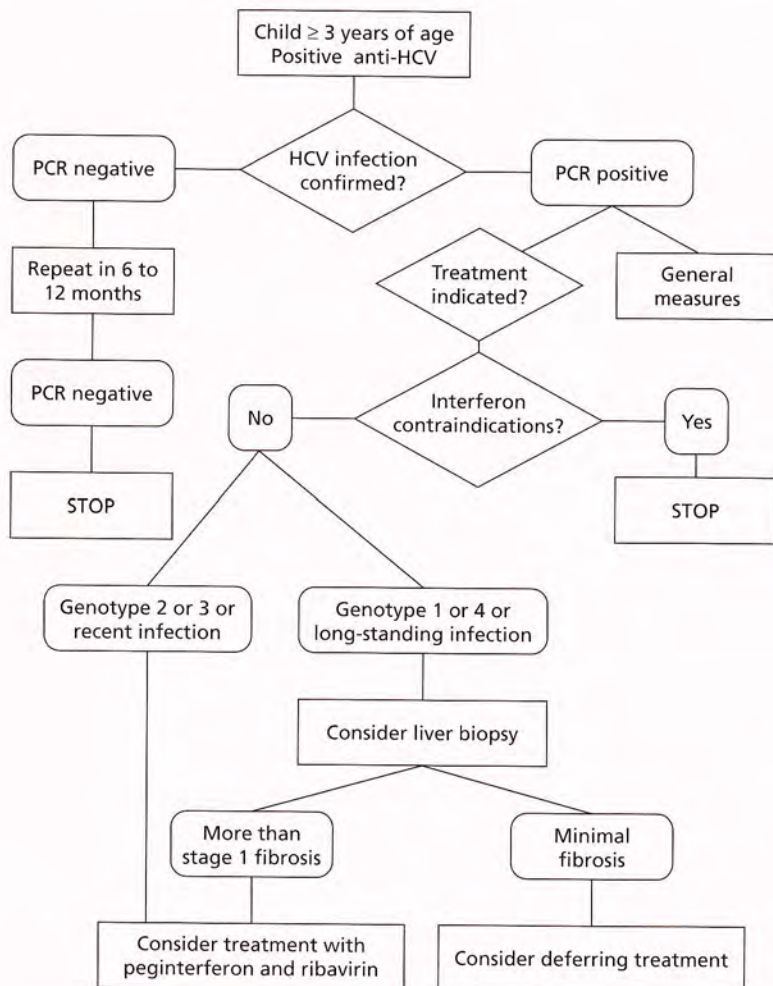 Child ≥ 3 years of age
Positive anti-HCV
PCR negative
HCV infection
confirmed?
PCR positive
Repeat in 6 to
12 months
Treatment
indicated?
General
measures
PCR negative
No
Interferon
contraindications?
Yes
STOP
STOP
Genotype 2 or 3 or
recent infection
Genotype 1 or 4 or
long-standing infection
Consider liver biopsy
More than
stage 1 fibrosis
Minimal
fibrosis
Consider treatment with
peginterferon and ribavirin
Consider deferring treatment